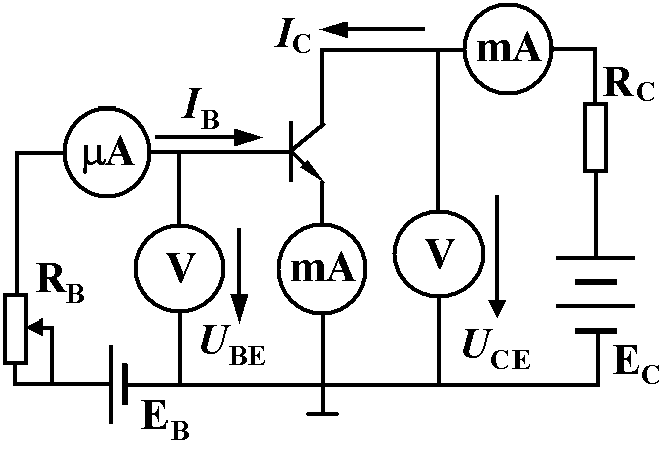 I_C
mA
R_C
I_B
μA
V
mA
V
R_B
U_BE
U_CE
E_C
E_B